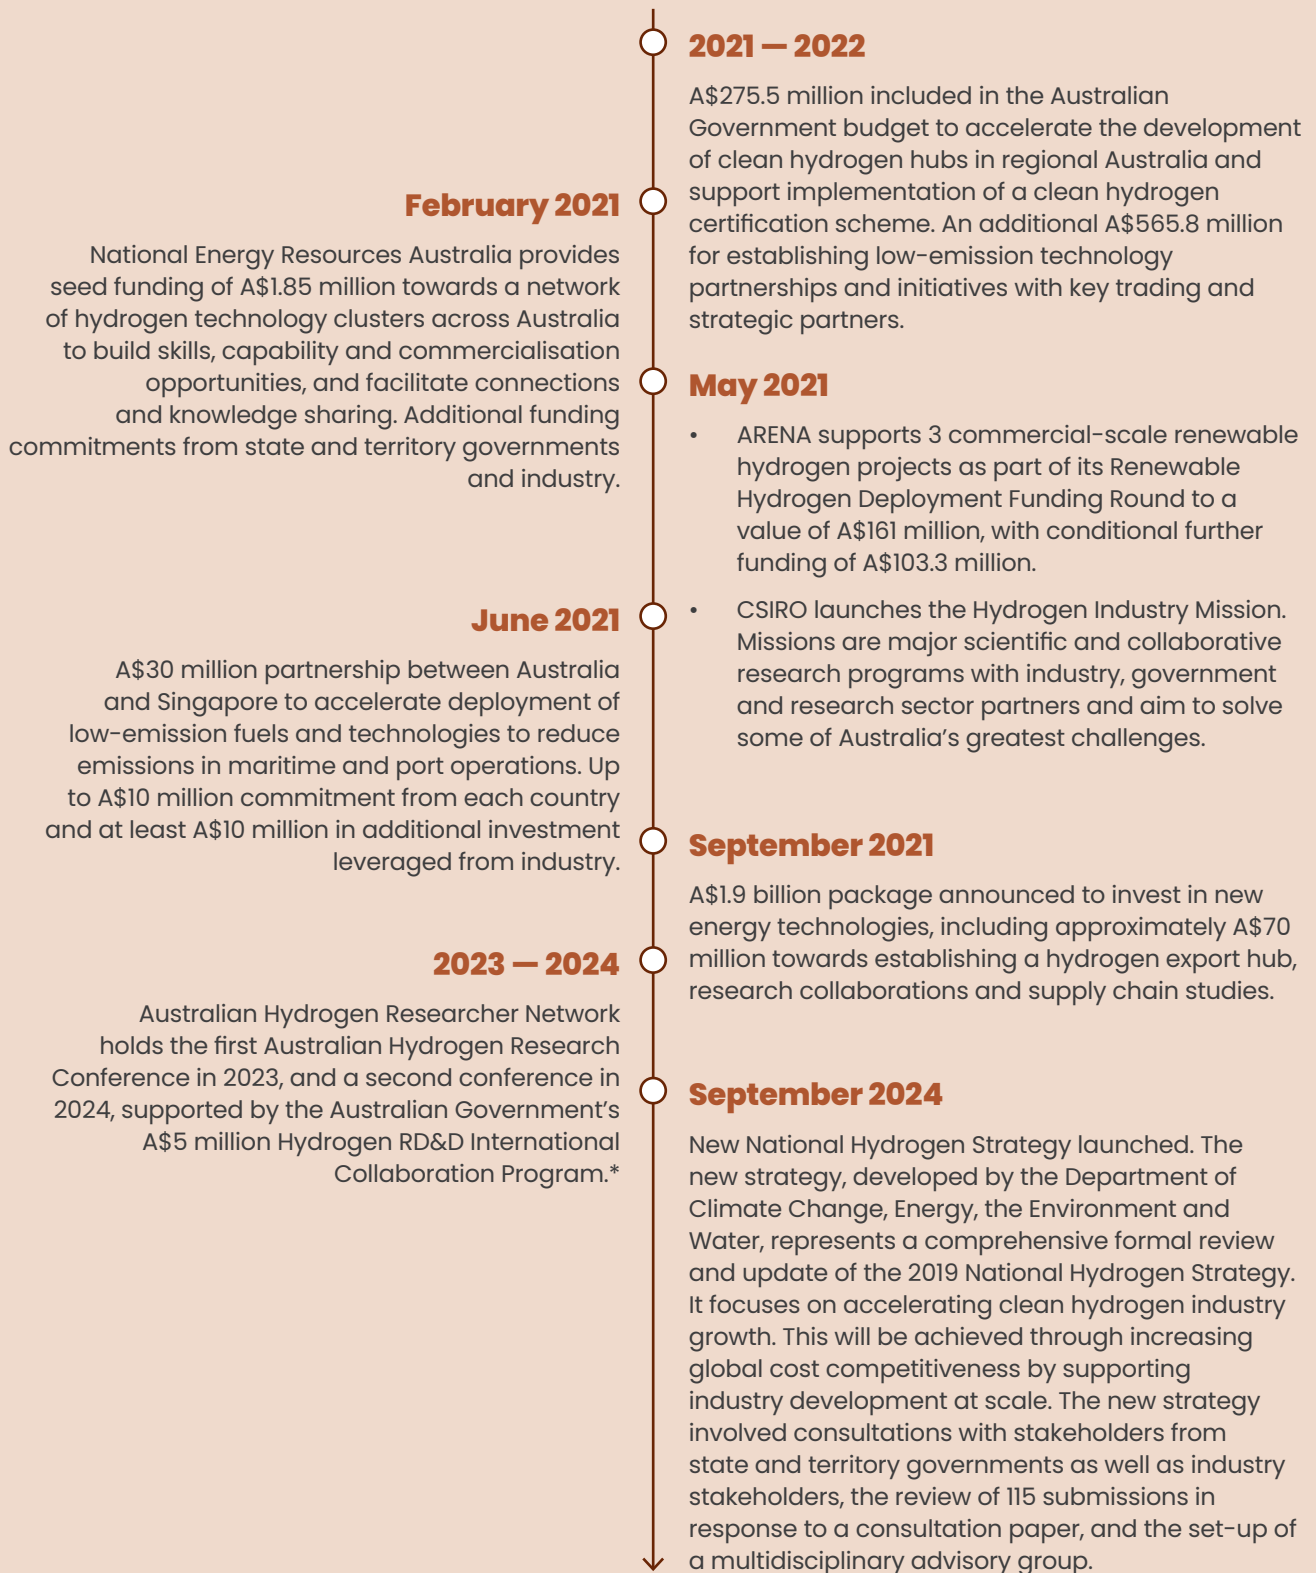 2021 — 2022
A$275.5 million included in the Australian
Government budget to accelerate the development
of clean hydrogen hubs in regional Australia and
support implementation of a clean hydrogen
certification scheme. An additional A$565.8 million
for establishing low-emission technology
partnerships and initiatives with key trading and
strategic partners.
February 2021
National Energy Resources Australia provides
seed funding of A$1.85 million towards a network
of hydrogen technology clusters across Australia
to build skills, capability and commercialisation
opportunities, and facilitate connections
and knowledge sharing. Additional funding
commitments from state and territory governments
and industry.
May 2021
• ARENA supports 3 commercial-scale renewable
hydrogen projects as part of its Renewable
Hydrogen Deployment Funding Round to a
value of A$161 million, with conditional further
funding of A$103.3 million.
• CSIRO launches the Hydrogen Industry Mission.
Missions are major scientific and collaborative
research programs with industry, government
and research sector partners and aim to solve
some of Australia’s greatest challenges.
June 2021
A$30 million partnership between Australia
and Singapore to accelerate deployment of
low-emission fuels and technologies to reduce
emissions in maritime and port operations. Up
to A$10 million commitment from each country
and at least A$10 million in additional investment
leveraged from industry.
September 2021
A$1.9 billion package announced to invest in new
energy technologies, including approximately A$70
million towards establishing a hydrogen export hub,
research collaborations and supply chain studies.
2023 — 2024
Australian Hydrogen Researcher Network
holds the first Australian Hydrogen Research
Conference in 2023, and a second conference in
2024, supported by the Australian Government’s
A$5 million Hydrogen RD&D International
Collaboration Program.*
September 2024
New National Hydrogen Strategy launched. The
new strategy, developed by the Department of
Climate Change, Energy, the Environment and
Water, represents a comprehensive formal review
and update of the 2019 National Hydrogen Strategy.
It focuses on accelerating clean hydrogen industry
growth. This will be achieved through increasing
global cost competitiveness by supporting
industry development at scale. The new strategy
involved consultations with stakeholders from
state and territory governments as well as industry
stakeholders, the review of 115 submissions in
response to a consultation paper, and the set-up of
a multidisciplinary advisory group.